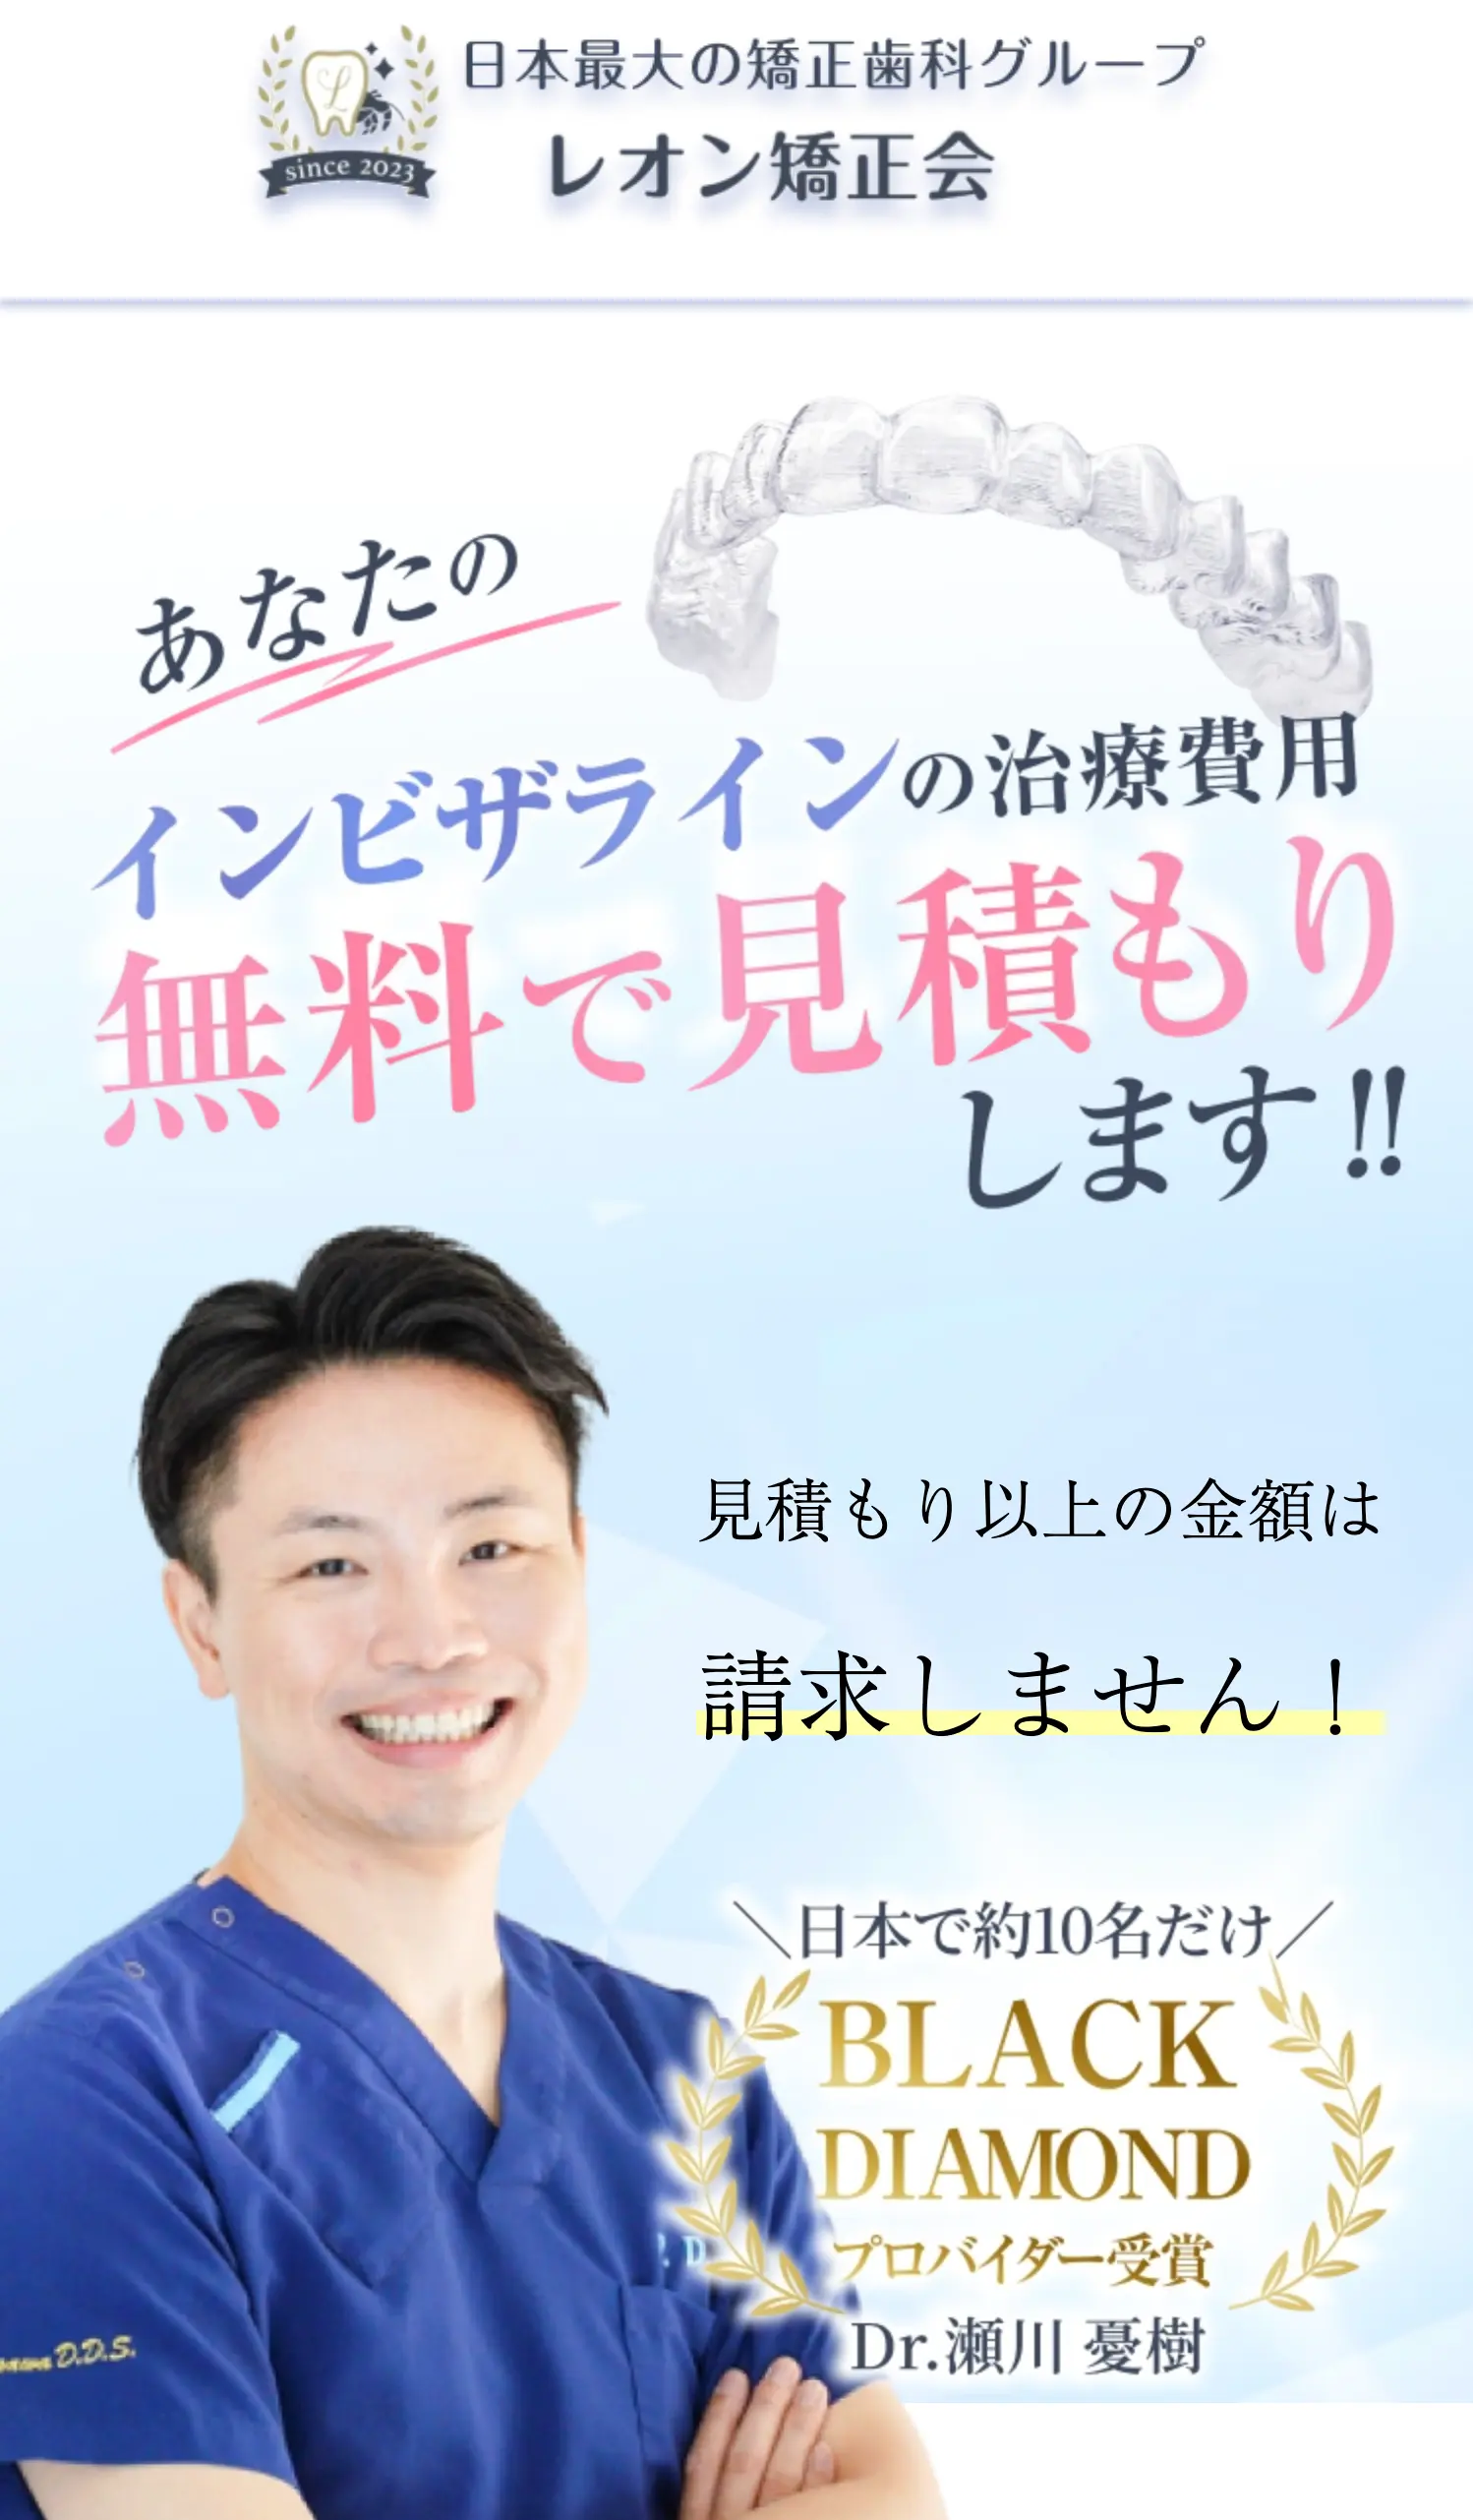 日本最大の矯正歯科グループ
レオン矯正会
since 2023
あなたの
インビザラインの治療費用
無料で見積もり
します!!
見積もり以上の金額は
請求しません！
＼日本で約10名だけ／
BLACK
DIAMOND
プロバイダー受賞
Dr.瀬川 憂樹
D.D.S.